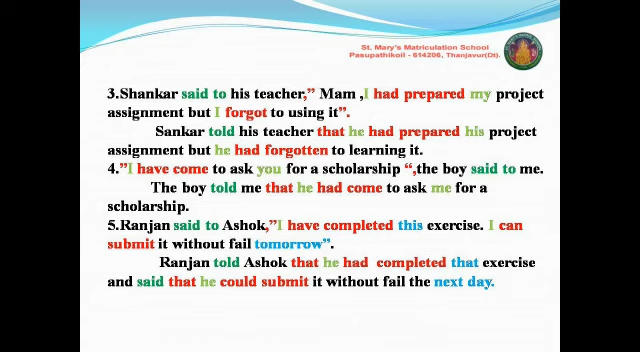 St. Mary's Matriculation School
Pasupathikoil - 614206, Thanjavur(Dt).
3.Shankar said to his teacher,” Mam ,I had prepared my project
assignment but I forgot to using it”.
Sankar told his teacher that he had prepared his project
assignment but he had forgotten to learning it.
4.”I have come to ask you for a scholarship “,the boy said to me.
The boy told me that he had come to ask me for a
scholarship.
5.Ranjan said to Ashok,”I have completed this exercise. I can
submit it without fail tomorrow”.
Ranjan told Ashok that he had completed that exercise
and said that he could submit it without fail the next day.